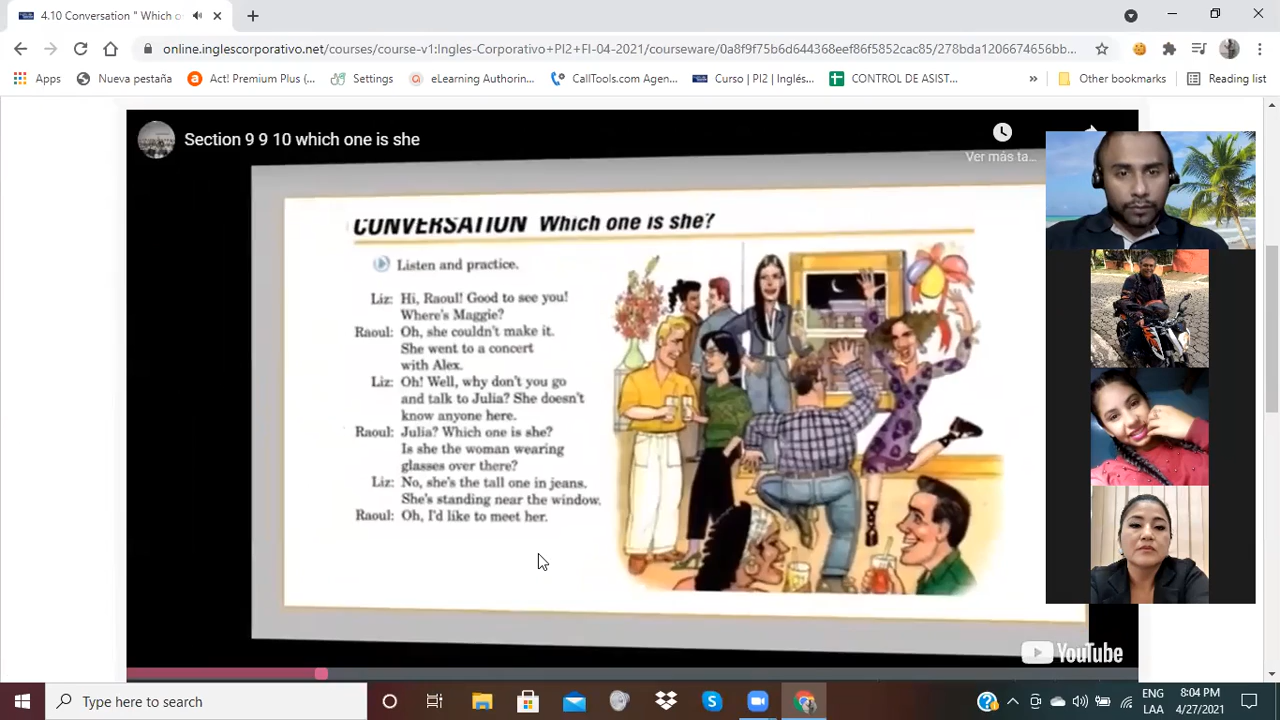 4.10 Conversation " Which o
online.inglescorporativo.net/courses/course-v1:Ingles-Corporativo+PI2+FI-04-2021/courseware/0a8f9f75b6d644368eef86f5852cac85/278bda1206674656bb...
Apps Nueva pestaña Act! Premium Plus (... Settings eLearning Authorin... CallTools.com Agen... Curso | PI2 | Inglés... CONTROL DE ASIST... » Other bookmarks Reading list
Section 9 9 10 which one is she
Ver más ta...
CONVERSATION Which one is she?
Listen and practice.
Liz: Hi, Raoul! Good to see you!
Where's Maggie?
Raoul: Oh, she couldn't make it.
She went to a concert
with Alex.
Liz: Oh! Well, why don't you go
and talk to Julia? She doesn't
know anyone here.
Raoul: Julia? Which one is she?
Is she the woman wearing
glasses over there?
Liz: No, she's the tall one in jeans.
She's standing near the window.
Raoul: Oh, I'd like to meet her.
YouTube
Type here to search
ENG
LAA
8:04 PM
4/27/2021